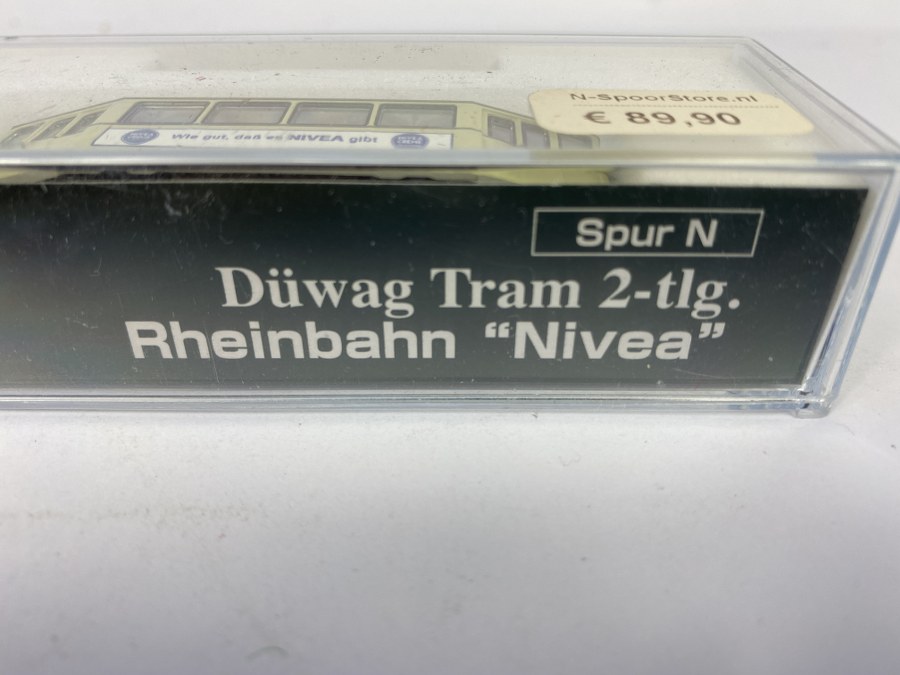 N-SpoorStore.nl
€ 89,90
Wie gut, daß es NIVEA gibt
Spur N
Düwag Tram 2-tlg.
Rheinbahn “Nivea”